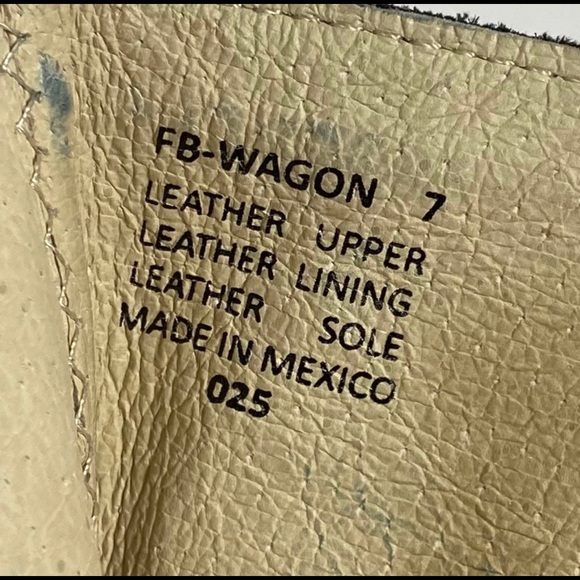 FB-WAGON 7
LEATHER UPPER
LEATHER LINING
LEATHER SOLE
MADE IN MEXICO
025